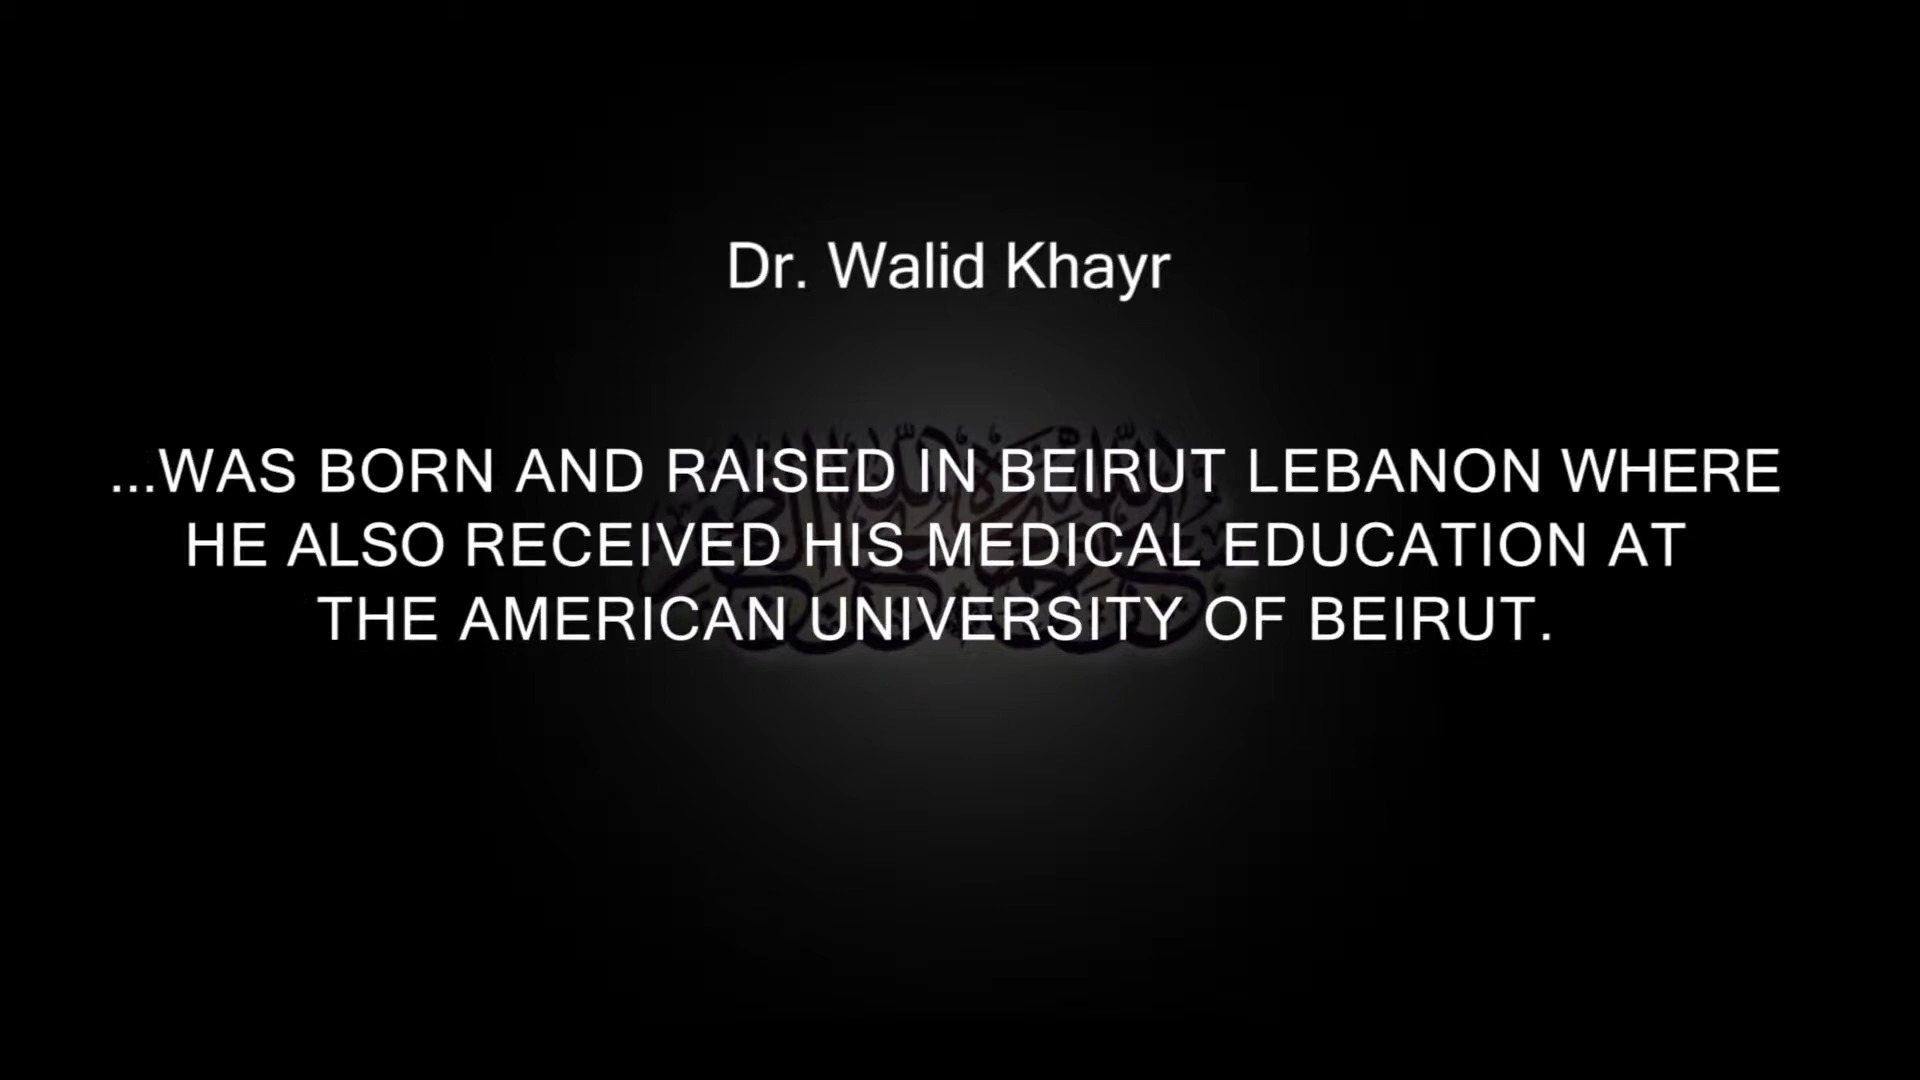 Dr. Walid Khayr
...WAS BORN AND RAISED IN BEIRUT LEBANON WHERE
HE ALSO RECEIVED HIS MEDICAL EDUCATION AT
THE AMERICAN UNIVERSITY OF BEIRUT.